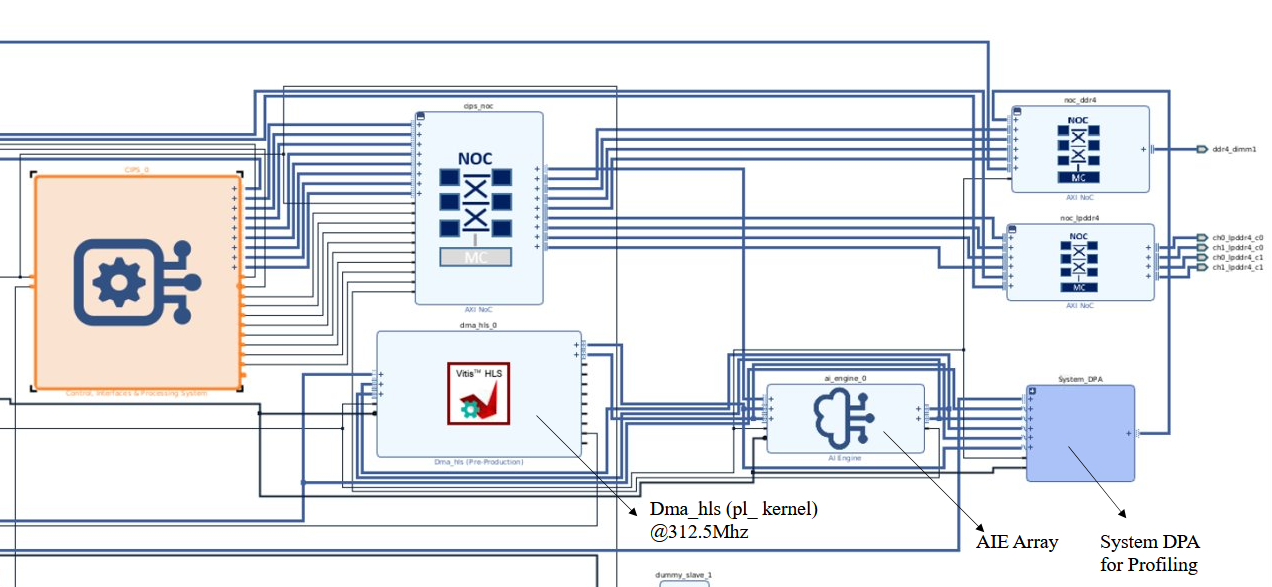 noc_ddr4
cips_noc
NOC
NOC
MC
ddr4_dimm1
CIPS_0
AXI NoC
noc_lpddr4
NOC
MC
ch0_lpddr4_c0
ch1_lpddr4_c0
ch0_lpddr4_c1
ch1_lpddr4_c1
MC
AXI NoC
AXI NoC
dma_hls_0
Vitis™ HLS
ai_engine_0
System_DPA
Control, Interfaces & Processing System
AI Engine
Dma_hls (Pre-Production)
Dma_hls (pl_ kernel)
@312.5Mhz
AIE Array
System DPA
for Profiling
dummy_slave_1